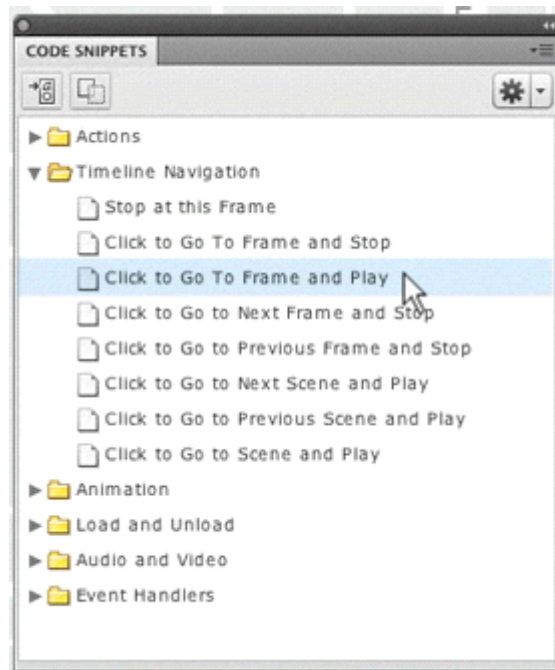 CODE SNIPPETS
Actions
Timeline Navigation
Stop at this Frame
Click to Go To Frame and Stop
Click to Go To Frame and Play
Click to Go to Next Frame and Stop
Click to Go to Previous Frame and Stop
Click to Go to Next Scene and Play
Click to Go to Previous Scene and Play
Click to Go to Scene and Play
Animation
Load and Unload
Audio and Video
Event Handlers